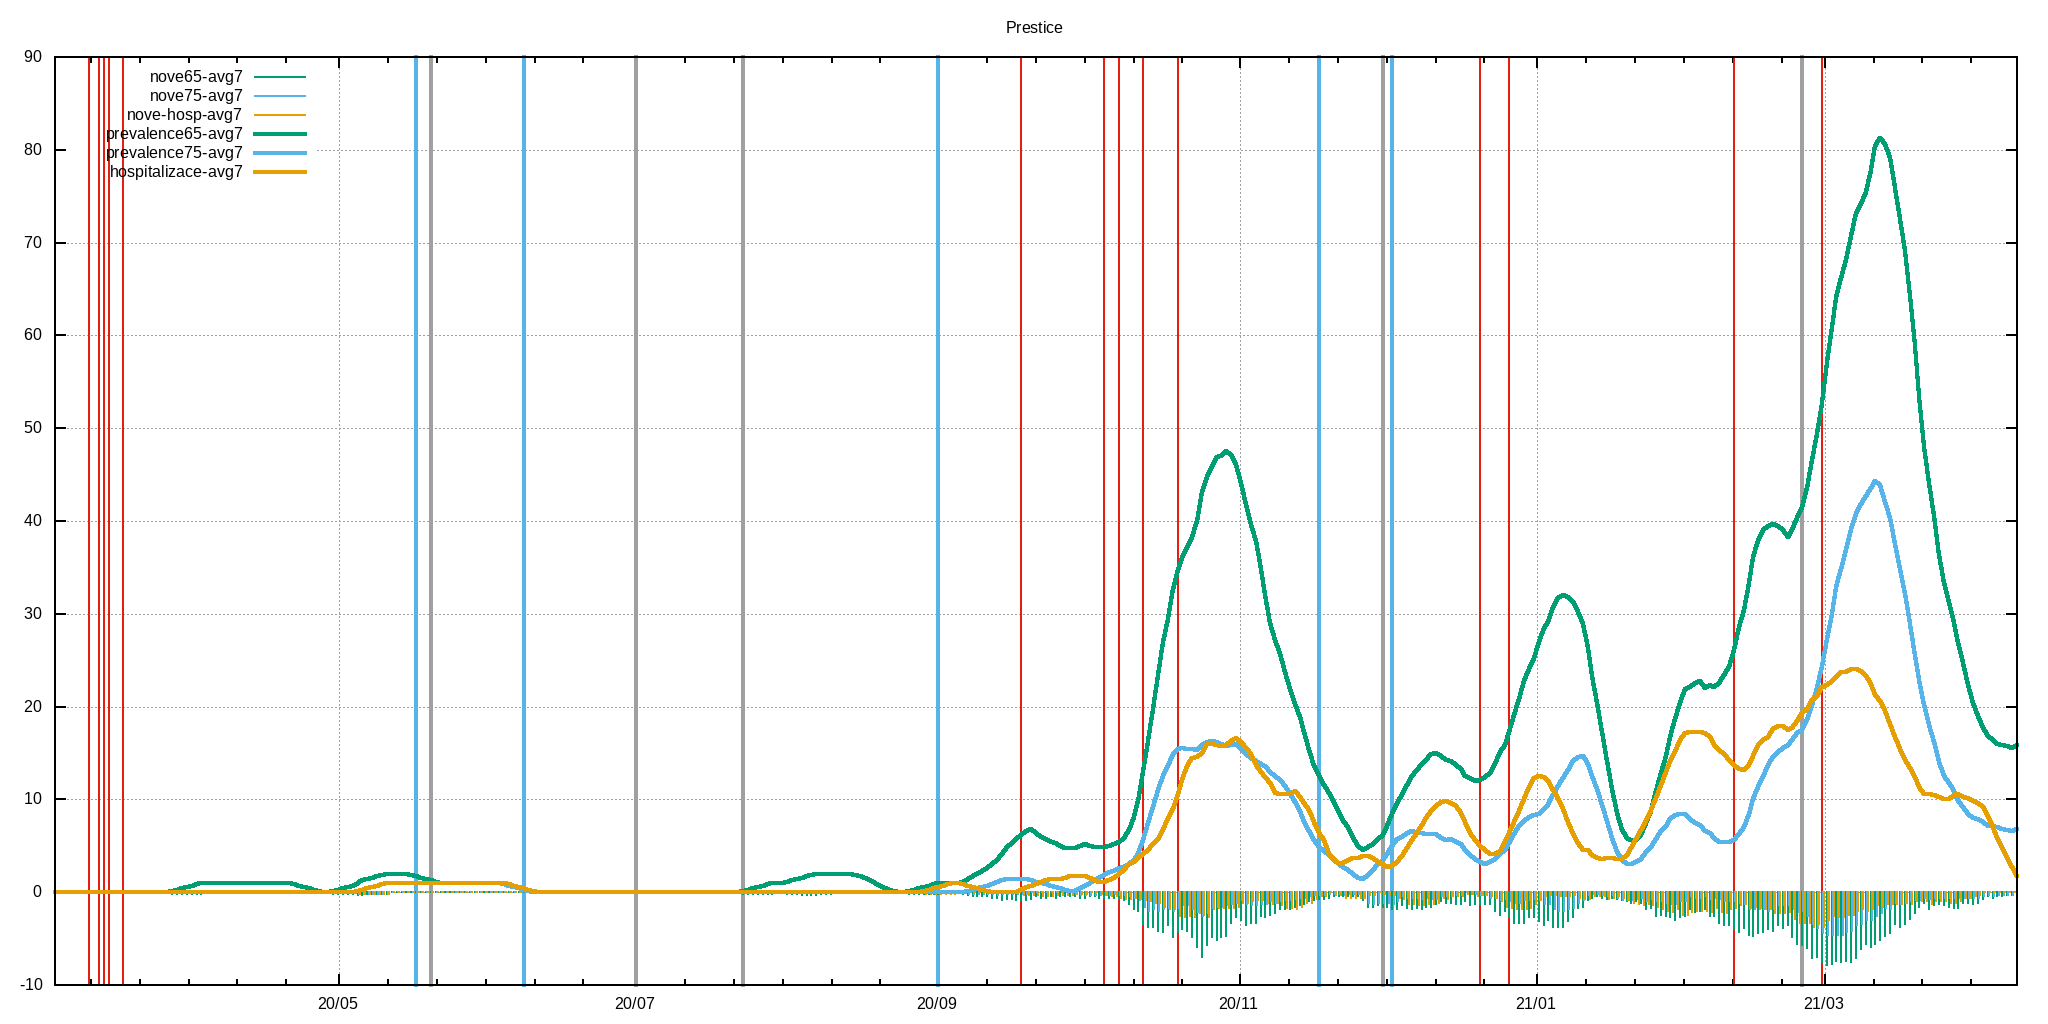 Prestice
90
nove65-avg7
nove75-avg7
nove-hosp-avg7
prevalence65-avg7
80
prevalence75-avg7
hospitalizace-avg7
70
60
50
40
30
20
10
0
-10
20/05 20/07 20/09 20/11 21/01 21/03